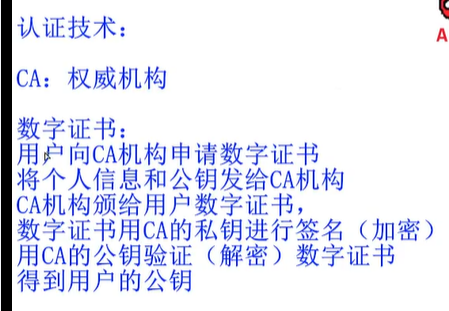 认证技术：
CA：权威机构
数字证书：
用户向CA机构申请数字证书
将个人信息和公钥发给CA机构
CA机构颁给用户数字证书，
数字证书用CA的私钥进行签名（加密）
用CA的公钥验证（解密）数字证书
得到用户的公钥